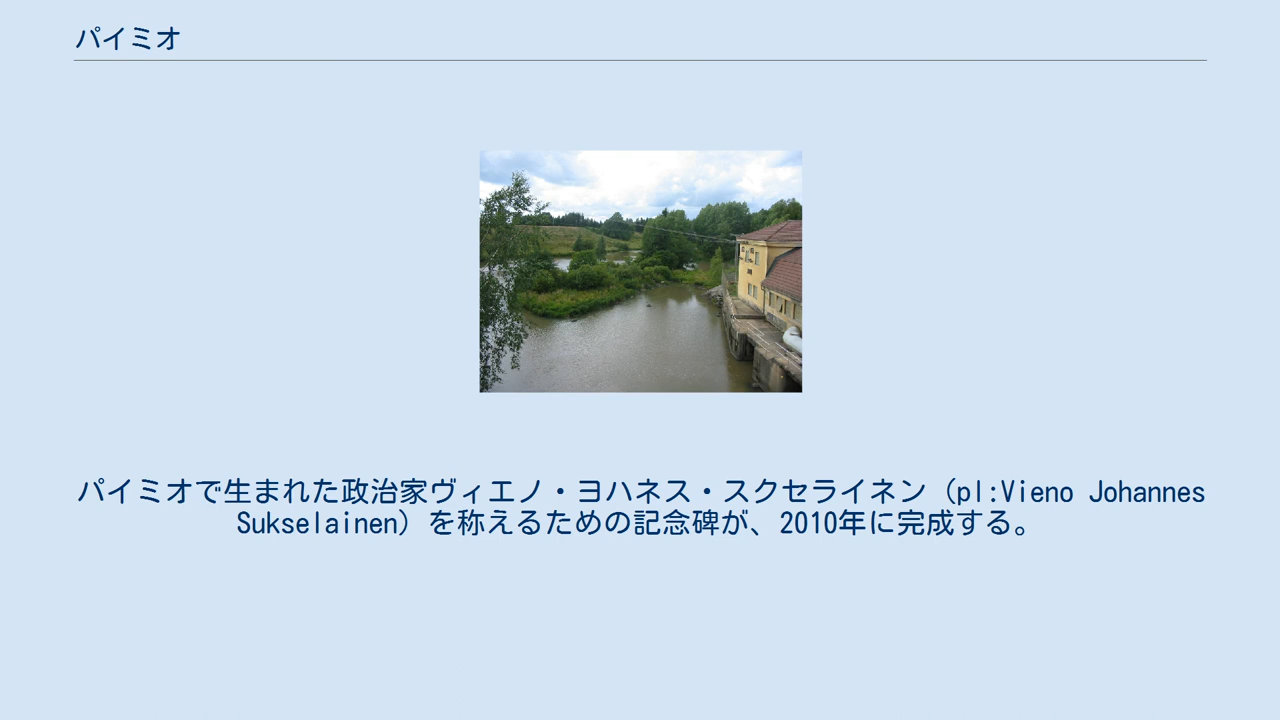 パイミオ
パイミオで生まれた政治家ヴィエノ・ヨハネス・スクセライネン（pl:Vieno Johannes
Sukselainen）を称えるための記念碑が、2010年に完成する。